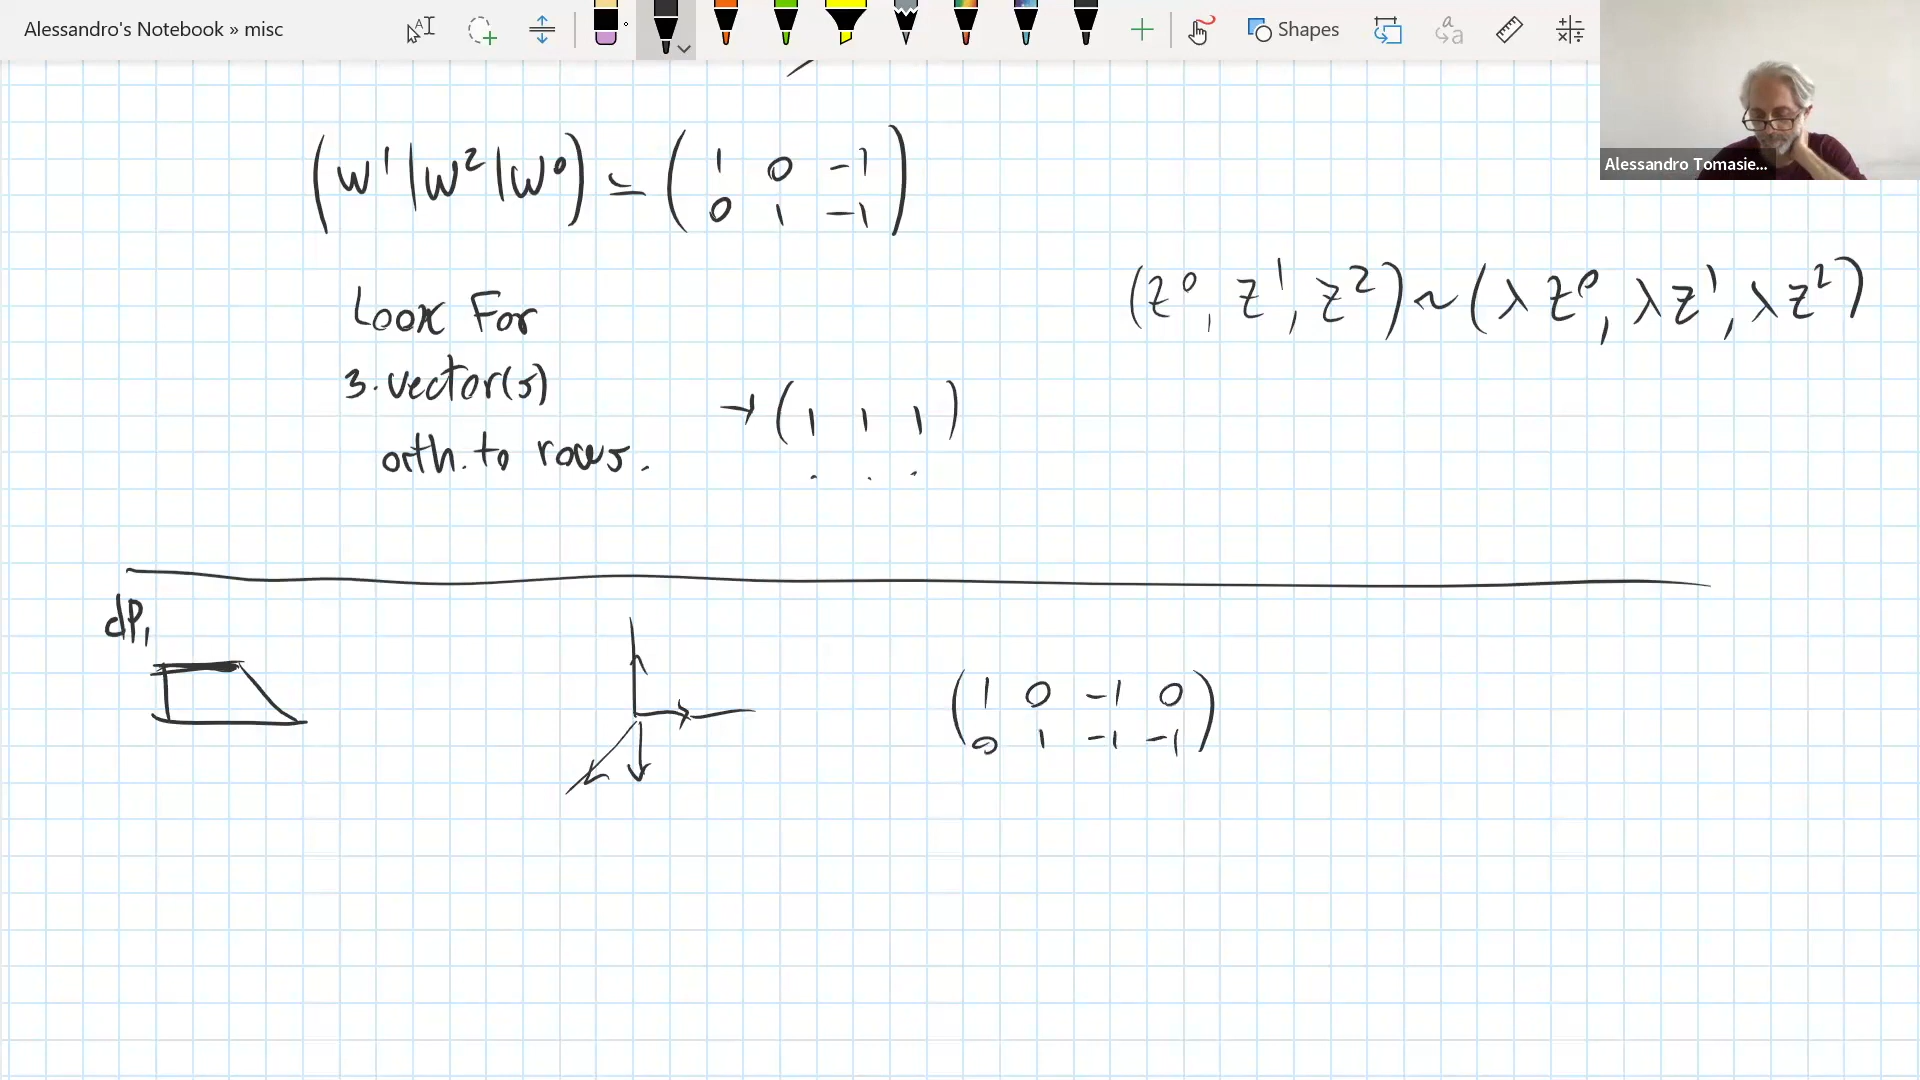 Alessandro's Notebook » misc
Shapes
Alessandro Tomasie...
(W¹|W²|W⁰) = (1 0 -1
0 1 -1)
(Z⁰, Z¹, Z²) ~ (λZ⁰, λZ¹, λZ²)
Look For
3.vector(s)
orth. to rows.
→ (1 1 1)
dP₁
(1 0 -1 0
0 1 -1 -1)